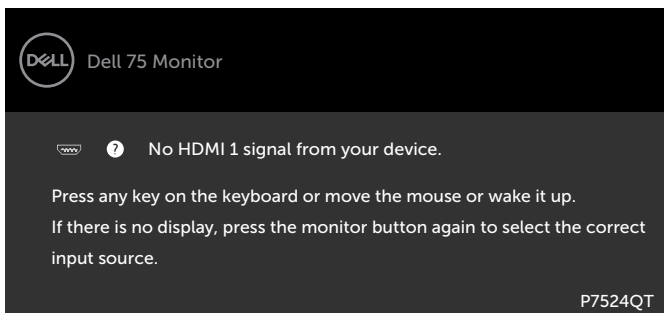 DELL Dell 75 Monitor
? No HDMI 1 signal from your device.
Press any key on the keyboard or move the mouse or wake it up.
If there is no display, press the monitor button again to select the correct
input source.
P7524QT